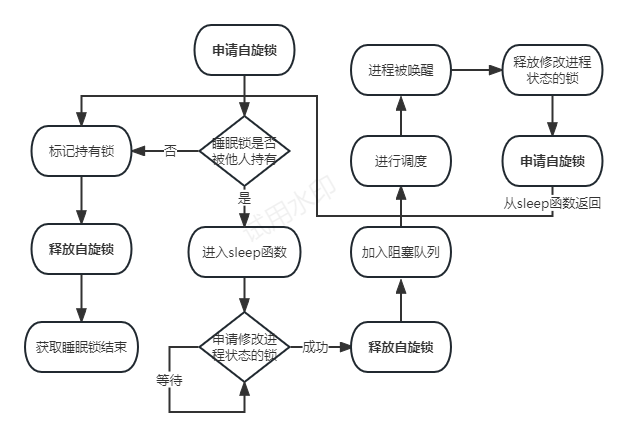 申请自旋锁
睡眠锁是否
被他人持有
否
标记持有锁
释放自旋锁
获取睡眠锁结束
是
进入sleep函数
申请修改进
程状态的锁
等待
成功
释放自旋锁
加入阻塞队列
进行调度
进程被唤醒
释放修改进程
状态的锁
申请自旋锁
从sleep函数返回
试用水印